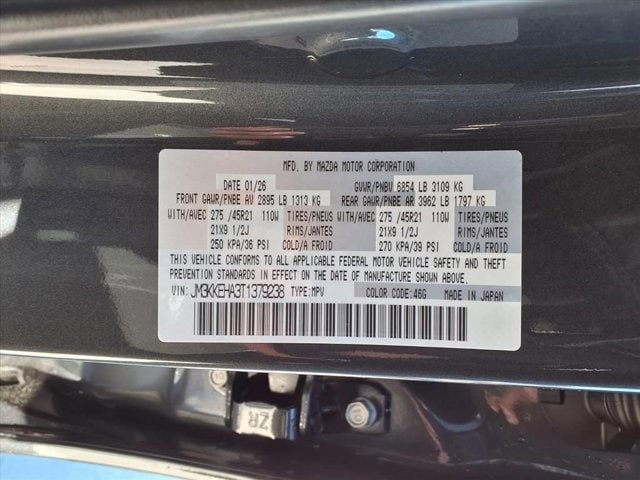 MFD. BY MAZDA MOTOR CORPORATION
DATE 01/26 GVWR/PNBV 6854 LB 3109 KG
FRONT GAWR/PNBE AV 2895 LB 1313 KG REAR GAWR/PNBE AR 3962 LB 1797 KG
WITH/AVEC 275 /45R21 110W TIRES/PNEUS WITH/AVEC 275 /45R21 110W TIRES/PNEUS
21X9 1/2J RIMS/JANTES 21X9 1/2J RIMS/JANTES
250 KPA/36 PSI COLD/A FROID 270 KPA/39 PSI COLD/A FROID
THIS VEHICLE CONFORMS TO ALL APPLICABLE FEDERAL MOTOR VEHICLE SAFETY AND THEFT
PREVENTION STANDARDS IN EFFECT ON THE DATE OF MANUFACTURE SHOWN ABOVE.
VIN: JM3KKEHA3T1379238 TYPE:MPV COLOR CODE:46G MADE IN JAPAN
ZR